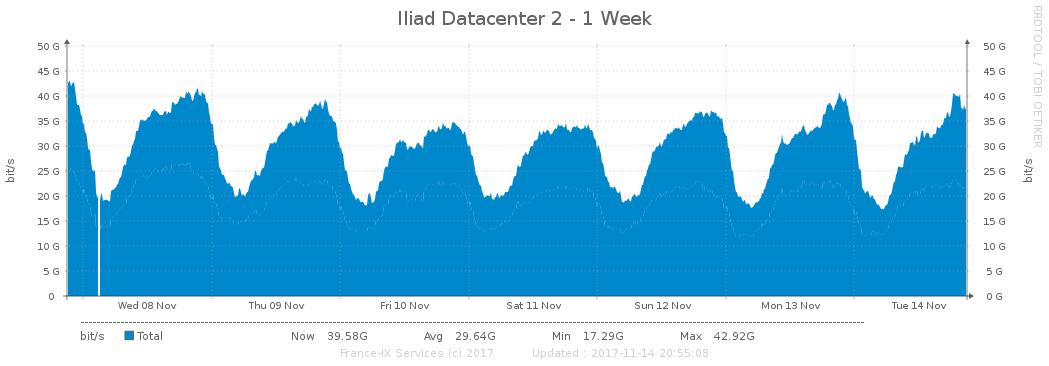 Iliad Datacenter 2 - 1 Week
RRDTOOL / TOBI OETIKER
50 G 50 G
45 G 45 G
40 G 40 G
35 G 35 G
30 G 30 G
25 G 25 G
20 G 20 G
15 G 15 G
10 G 10 G
5 G 5 G
0 0 G
bit/s bit/s
Wed 08 Nov Thu 09 Nov Fri 10 Nov Sat 11 Nov Sun 12 Nov Mon 13 Nov Tue 14 Nov
bit/s Total Now 39.58G Avg 29.64G Min 17.29G Max 42.92G
France-IX Services (c) 2017 Updated : 2017-11-14 20:55:08